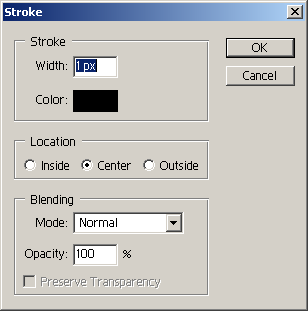 Stroke
Stroke
Width: 1 px
Color:
OK
Cancel
Location
Inside Center Outside
Blending
Mode: Normal
Opacity: 100 %
Preserve Transparency